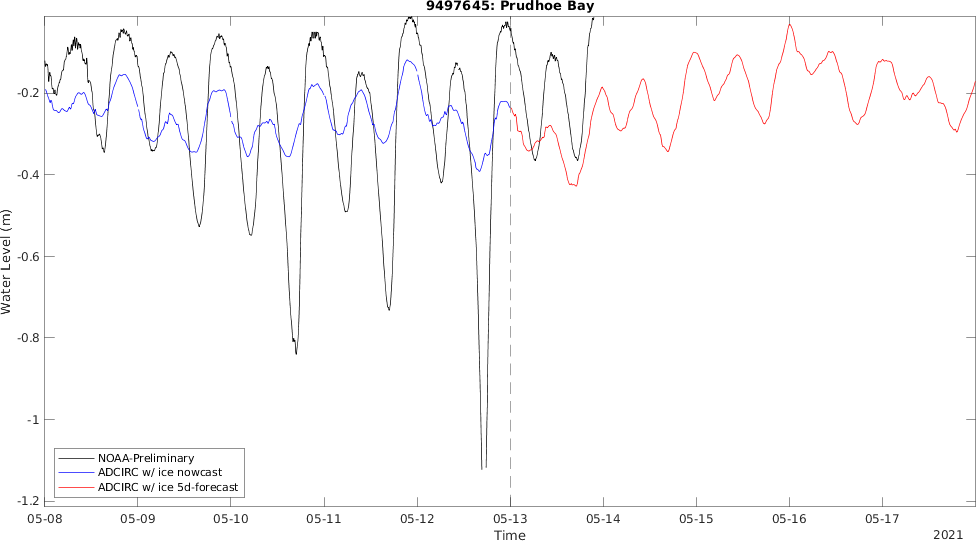 9497645: Prudhoe Bay
Water Level (m)
-0.2
-0.4
-0.6
-0.8
-1
-1.2
NOAA-Preliminary
ADCIRC w/ ice nowcast
ADCIRC w/ ice 5d-forecast
05-08 05-09 05-10 05-11 05-12 05-13 05-14 05-15 05-16 05-17
Time
2021